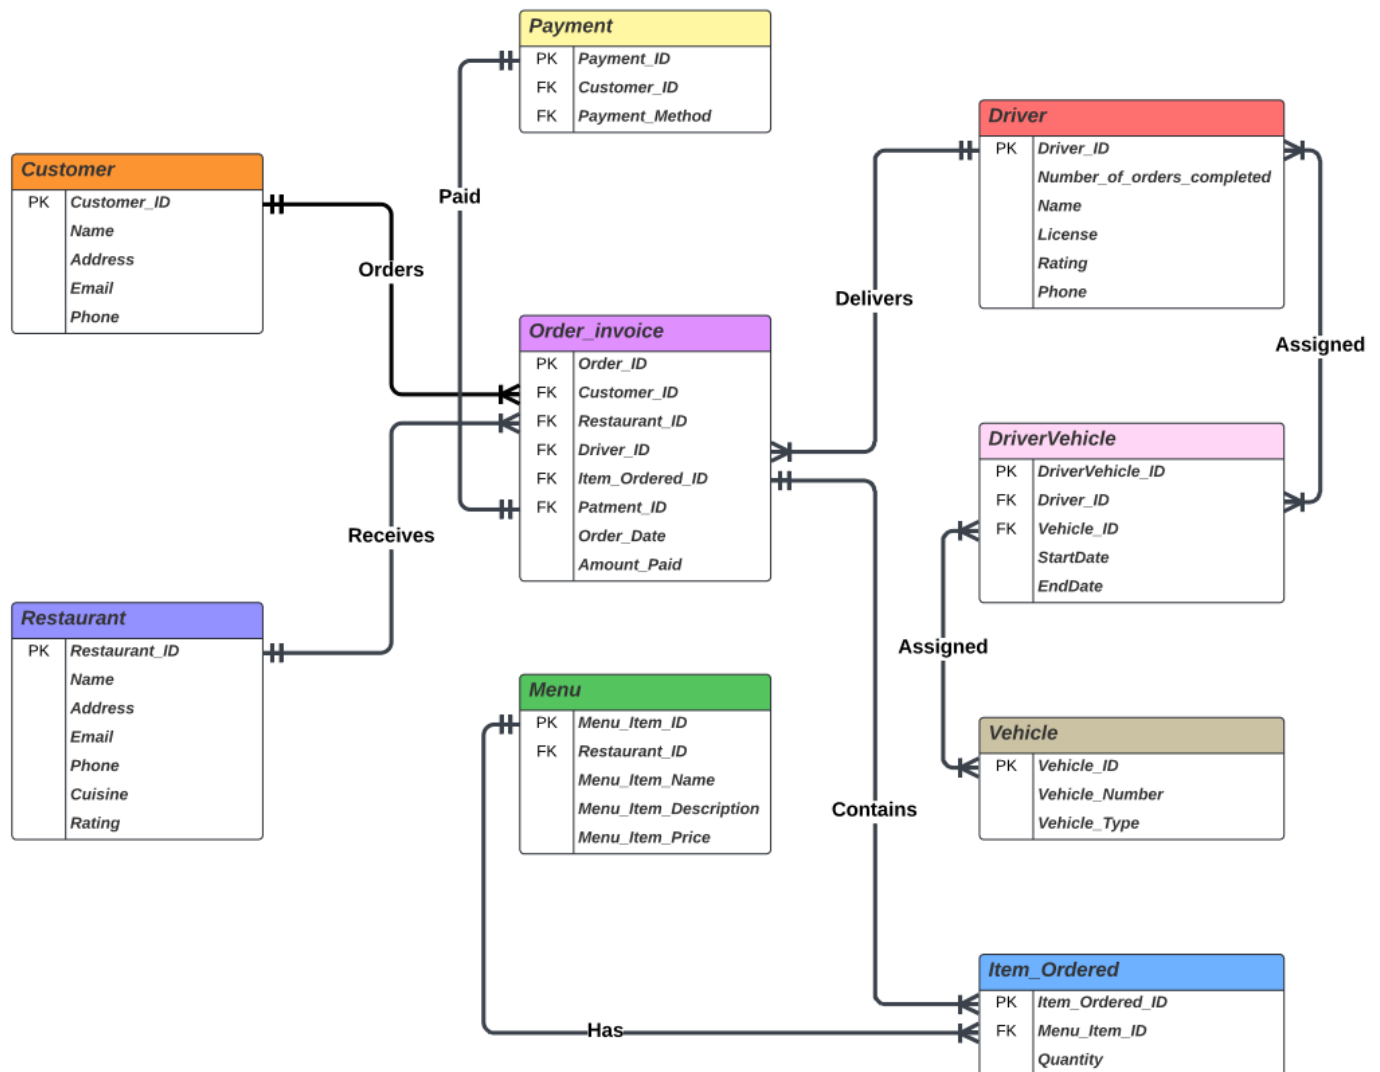 Payment
PK Payment_ID
FK Customer_ID
FK Payment_Method
Customer
PK Customer_ID
Name
Address
Email
Phone
Paid
Orders
Order_invoice
PK Order_ID
FK Customer_ID
FK Restaurant_ID
FK Driver_ID
FK Item_Ordered_ID
FK Patment_ID
Order_Date
Amount_Paid
Receives
Restaurant
PK Restaurant_ID
Name
Address
Email
Phone
Cuisine
Rating
Menu
PK Menu_Item_ID
FK Restaurant_ID
Menu_Item_Name
Menu_Item_Description
Menu_Item_Price
Has
Driver
PK Driver_ID
Number_of_orders_completed
Name
License
Rating
Phone
Delivers
Assigned
DriverVehicle
PK DriverVehicle_ID
FK Driver_ID
FK Vehicle_ID
StartDate
EndDate
Assigned
Vehicle
PK Vehicle_ID
Vehicle_Number
Vehicle_Type
Contains
Item_Ordered
PK Item_Ordered_ID
FK Menu_Item_ID
Quantity